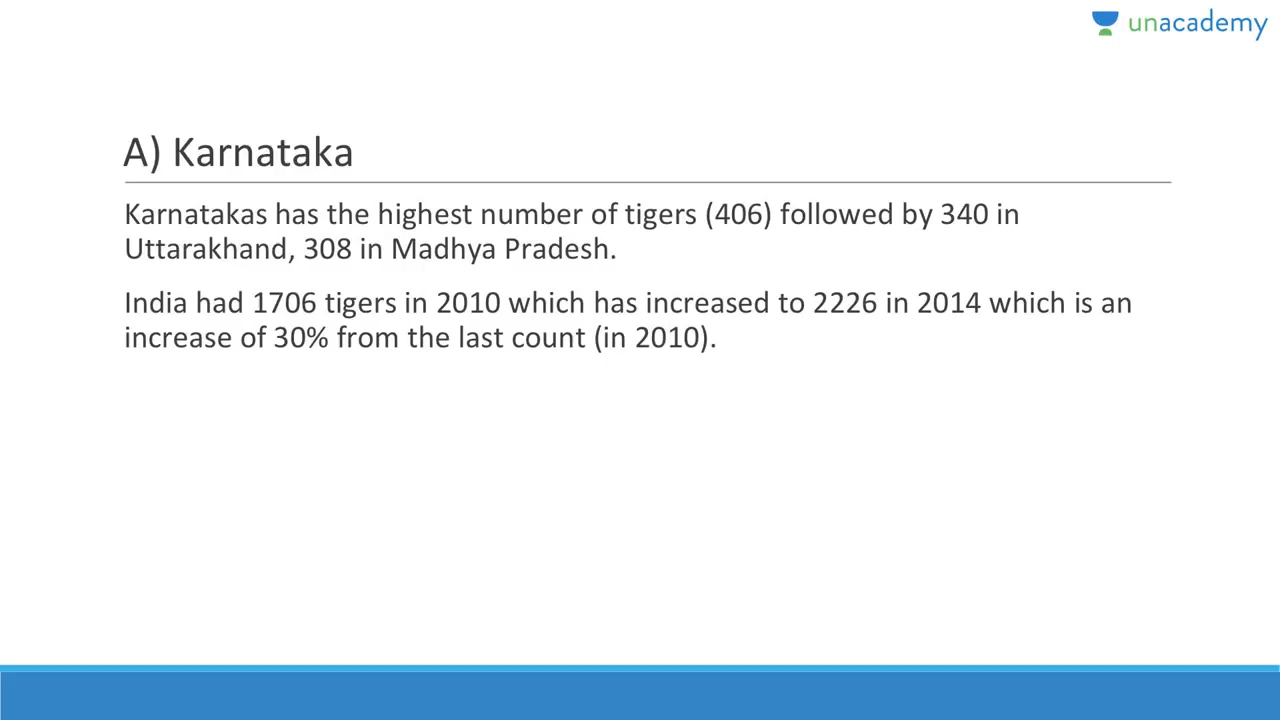 unacademy
A) Karnataka
Karnatakas has the highest number of tigers (406) followed by 340 in
Uttarakhand, 308 in Madhya Pradesh.
India had 1706 tigers in 2010 which has increased to 2226 in 2014 which is an
increase of 30% from the last count (in 2010).